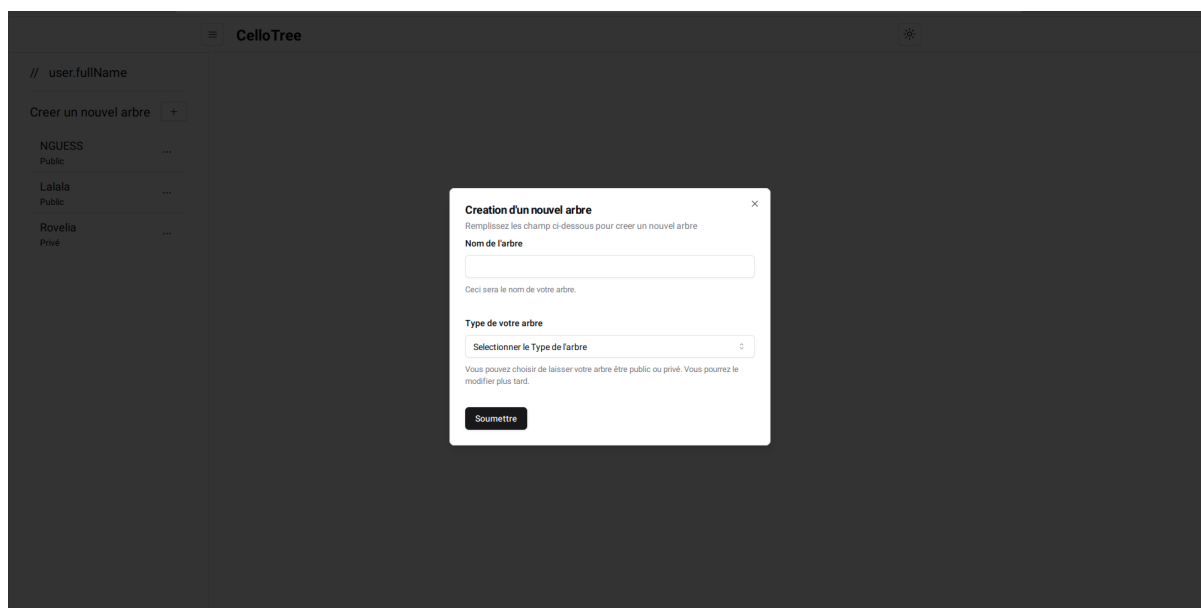 CelloTree
// user.fullName
Creer un nouvel arbre +
NGUESS
Public
...
Lalala
Public
...
Rovelia
Privé
...
Creation d'un nouvel arbre
Remplissez les champ ci-dessous pour creer un nouvel arbre
Nom de l'arbre
Ceci sera le nom de votre arbre.
Type de votre arbre
Selectionner le Type de l'arbre
Vous pouvez choisir de laisser votre arbre être public ou privé. Vous pourrez le
modifier plus tard.
Soumettre